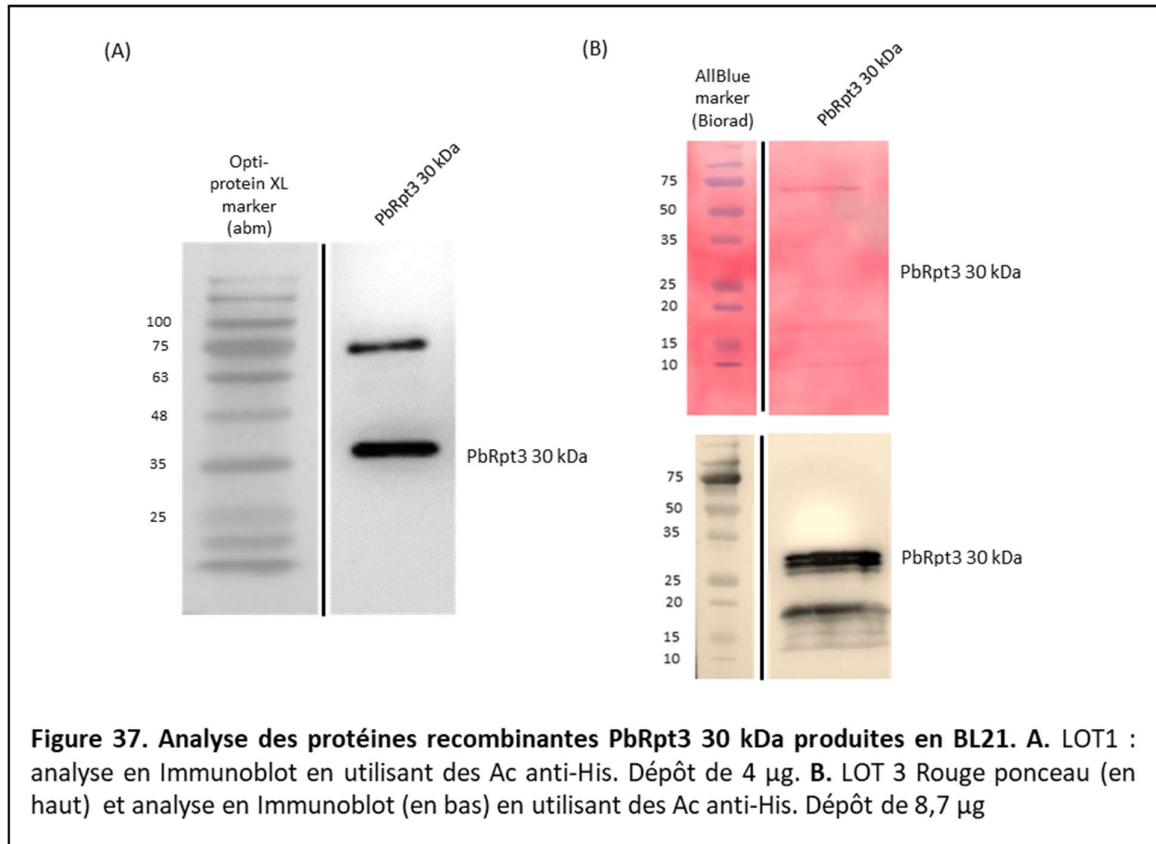 (A)
Opti-
protein XL
marker
(abm)
PbRpt3 30 kDa
100
75
63
48
35
25
PbRpt3 30 kDa
(B)
AllBlue
marker
(Biorad)
PbRpt3 30 kDa
75
50
35
25
20
15
10
PbRpt3 30 kDa
75
50
35
25
20
15
10
PbRpt3 30 kDa
Figure 37. Analyse des protéines recombinantes PbRpt3 30 kDa produites en BL21. A. LOT1 :
analyse en Immunoblot en utilisant des Ac anti-His. Dépôt de 4 µg. B. LOT 3 Rouge ponceau (en
haut) et analyse en Immunoblot (en bas) en utilisant des Ac anti-His. Dépôt de 8,7 µg